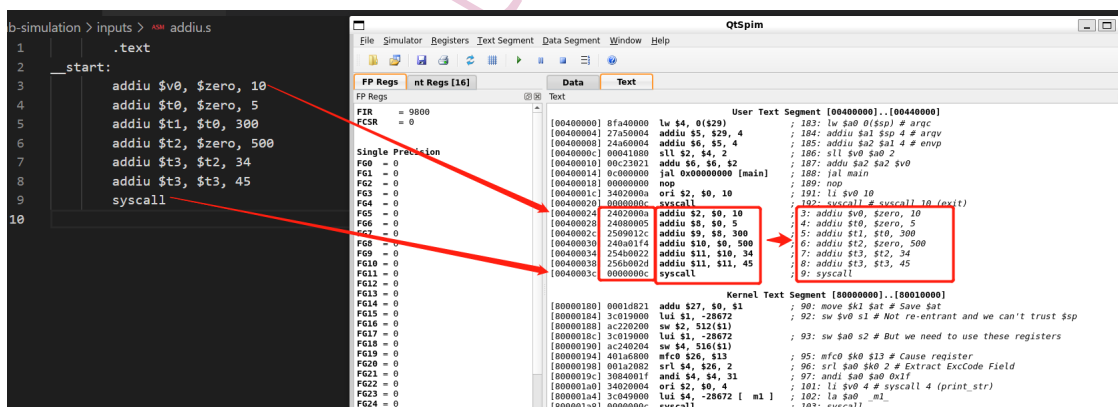 b-simulation > inputs > ASM addiu.s
1 .text
2 __start:
3 addiu $v0, $zero, 10
4 addiu $t0, $zero, 5
5 addiu $t1, $t0, 300
6 addiu $t2, $zero, 500
7 addiu $t3, $t2, 34
8 addiu $t3, $t3, 45
9 syscall
10
QtSpim
File Simulator Registers Text Segment Data Segment Window Help
FP Regs nt Regs [16] Data Text
FP Regs
FIR = 9800
FCSR = 0
Single Precision
FG0 = 0
FG1 = 0
FG2 = 0
FG3 = 0
FG4 = 0
FG5 = 0
FG6 = 0
FG7 = 0
FG8 = 0
FG9 = 0
FG10 = 0
FG11 = 0
FG12 = 0
FG13 = 0
FG14 = 0
FG15 = 0
FG16 = 0
FG17 = 0
FG18 = 0
FG19 = 0
FG20 = 0
FG21 = 0
FG22 = 0
FG23 = 0
FG24 = 0
Text
User Text Segment [00400000]..[00440000]
[00400000] 8fa40000 lw $4, 0($29) ; 183: lw $a0 0($sp) # argc
[00400004] 27a50004 addiu $5, $29, 4 ; 184: addiu $a1 $sp 4 # argv
[00400008] 24a60004 addiu $6, $5, 4 ; 185: addiu $a2 $a1 4 # envp
[0040000c] 00041080 sll $2, $4, 2 ; 186: sll $v0 $a0 2
[00400010] 00c23021 addu $6, $6, $2 ; 187: addu $a2 $a2 $v0
[00400014] 0c000000 jal 0x00000000 [main] ; 188: jal main
[00400018] 00000000 nop ; 189: nop
[0040001c] 3402000a ori $2, $0, 10 ; 191: li $v0 10
[00400020] 0000000c syscall ; 192: syscall # syscall 10 (exit)
[00400024] 2402000a addiu $2, $0, 10 ; 3: addiu $v0, $zero, 10
[00400028] 24080005 addiu $8, $0, 5 ; 4: addiu $t0, $zero, 5
[0040002c] 2509012c addiu $9, $8, 300 ; 5: addiu $t1, $t0, 300
[00400030] 240a01f4 addiu $10, $0, 500 ; 6: addiu $t2, $zero, 500
[00400034] 254b0022 addiu $11, $10, 34 ; 7: addiu $t3, $t2, 34
[00400038] 256b002d addiu $11, $11, 45 ; 8: addiu $t3, $t3, 45
[0040003c] 0000000c syscall ; 9: syscall
Kernel Text Segment [80000000]..[80010000]
[80000180] 0001d821 addu $27, $0, $1 ; 90: move $k1 $at # Save $at
[80000184] 3c019000 lui $1, -28672 ; 92: sw $v0 s1 # Not re-entrant and we can't trust $sp
[80000188] ac220200 sw $2, 512($1)
[8000018c] 3c019000 lui $1, -28672 ; 93: sw $a0 s2 # But we need to use these registers
[80000190] ac240204 sw $4, 516($1)
[80000194] 401a6800 mfc0 $26, $13 ; 95: mfc0 $k0 $13 # Cause register
[80000198] 001a2082 srl $4, $26, 2 ; 96: srl $a0 $k0 2 # Extract ExcCode Field
[8000019c] 3084001f andi $4, $4, 31 ; 97: andi $a0 $a0 0x1f
[800001a0] 34020004 ori $2, $0, 4 ; 101: li $v0 4 # syscall 4 (print_str)
[800001a4] 3c049000 lui $4, -28672 [ m1 ] ; 102: la $a0 _m1_
[800001a8] 0000000c syscall ; 103: syscall